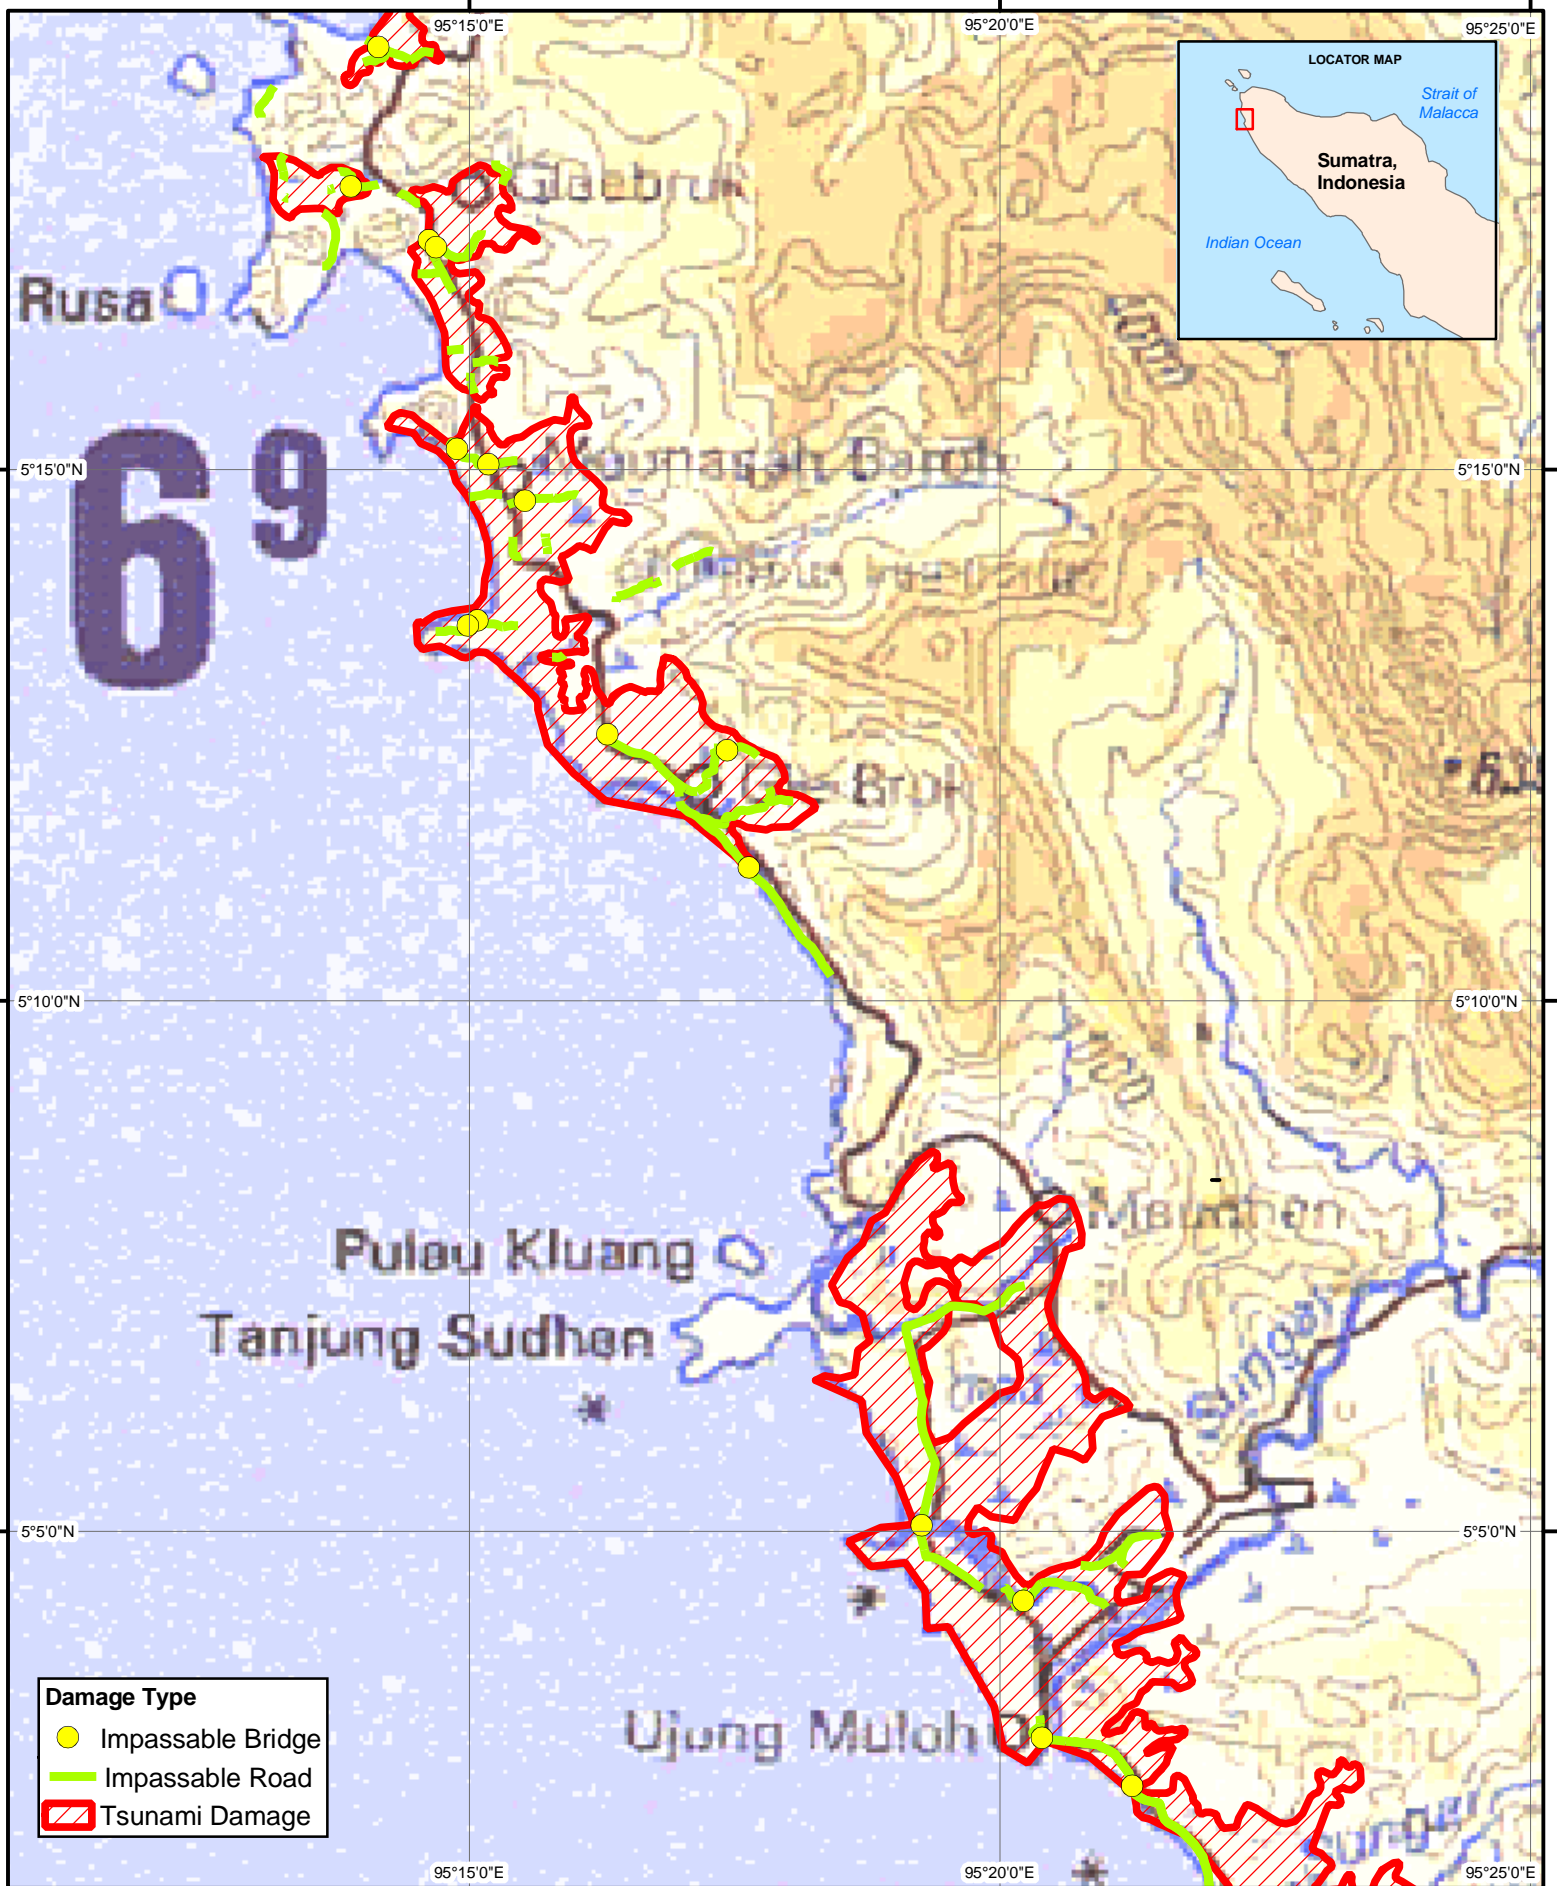 95°15'0"E
95°20'0"E
95°25'0"E
LOCATOR MAP
Strait of
Malacca
Sumatra,
Indonesia
Indian Ocean
Glaebruk
Rusa
6⁹
5°15'0"N
5°15'0"N
5°10'0"N
5°10'0"N
Pulau Kluang
Tanjung Sudhen
5°5'0"N
5°5'0"N
Ujung Muloh
Damage Type
Impassable Bridge
Impassable Road
Tsunami Damage
95°15'0"E
95°20'0"E
95°25'0"E